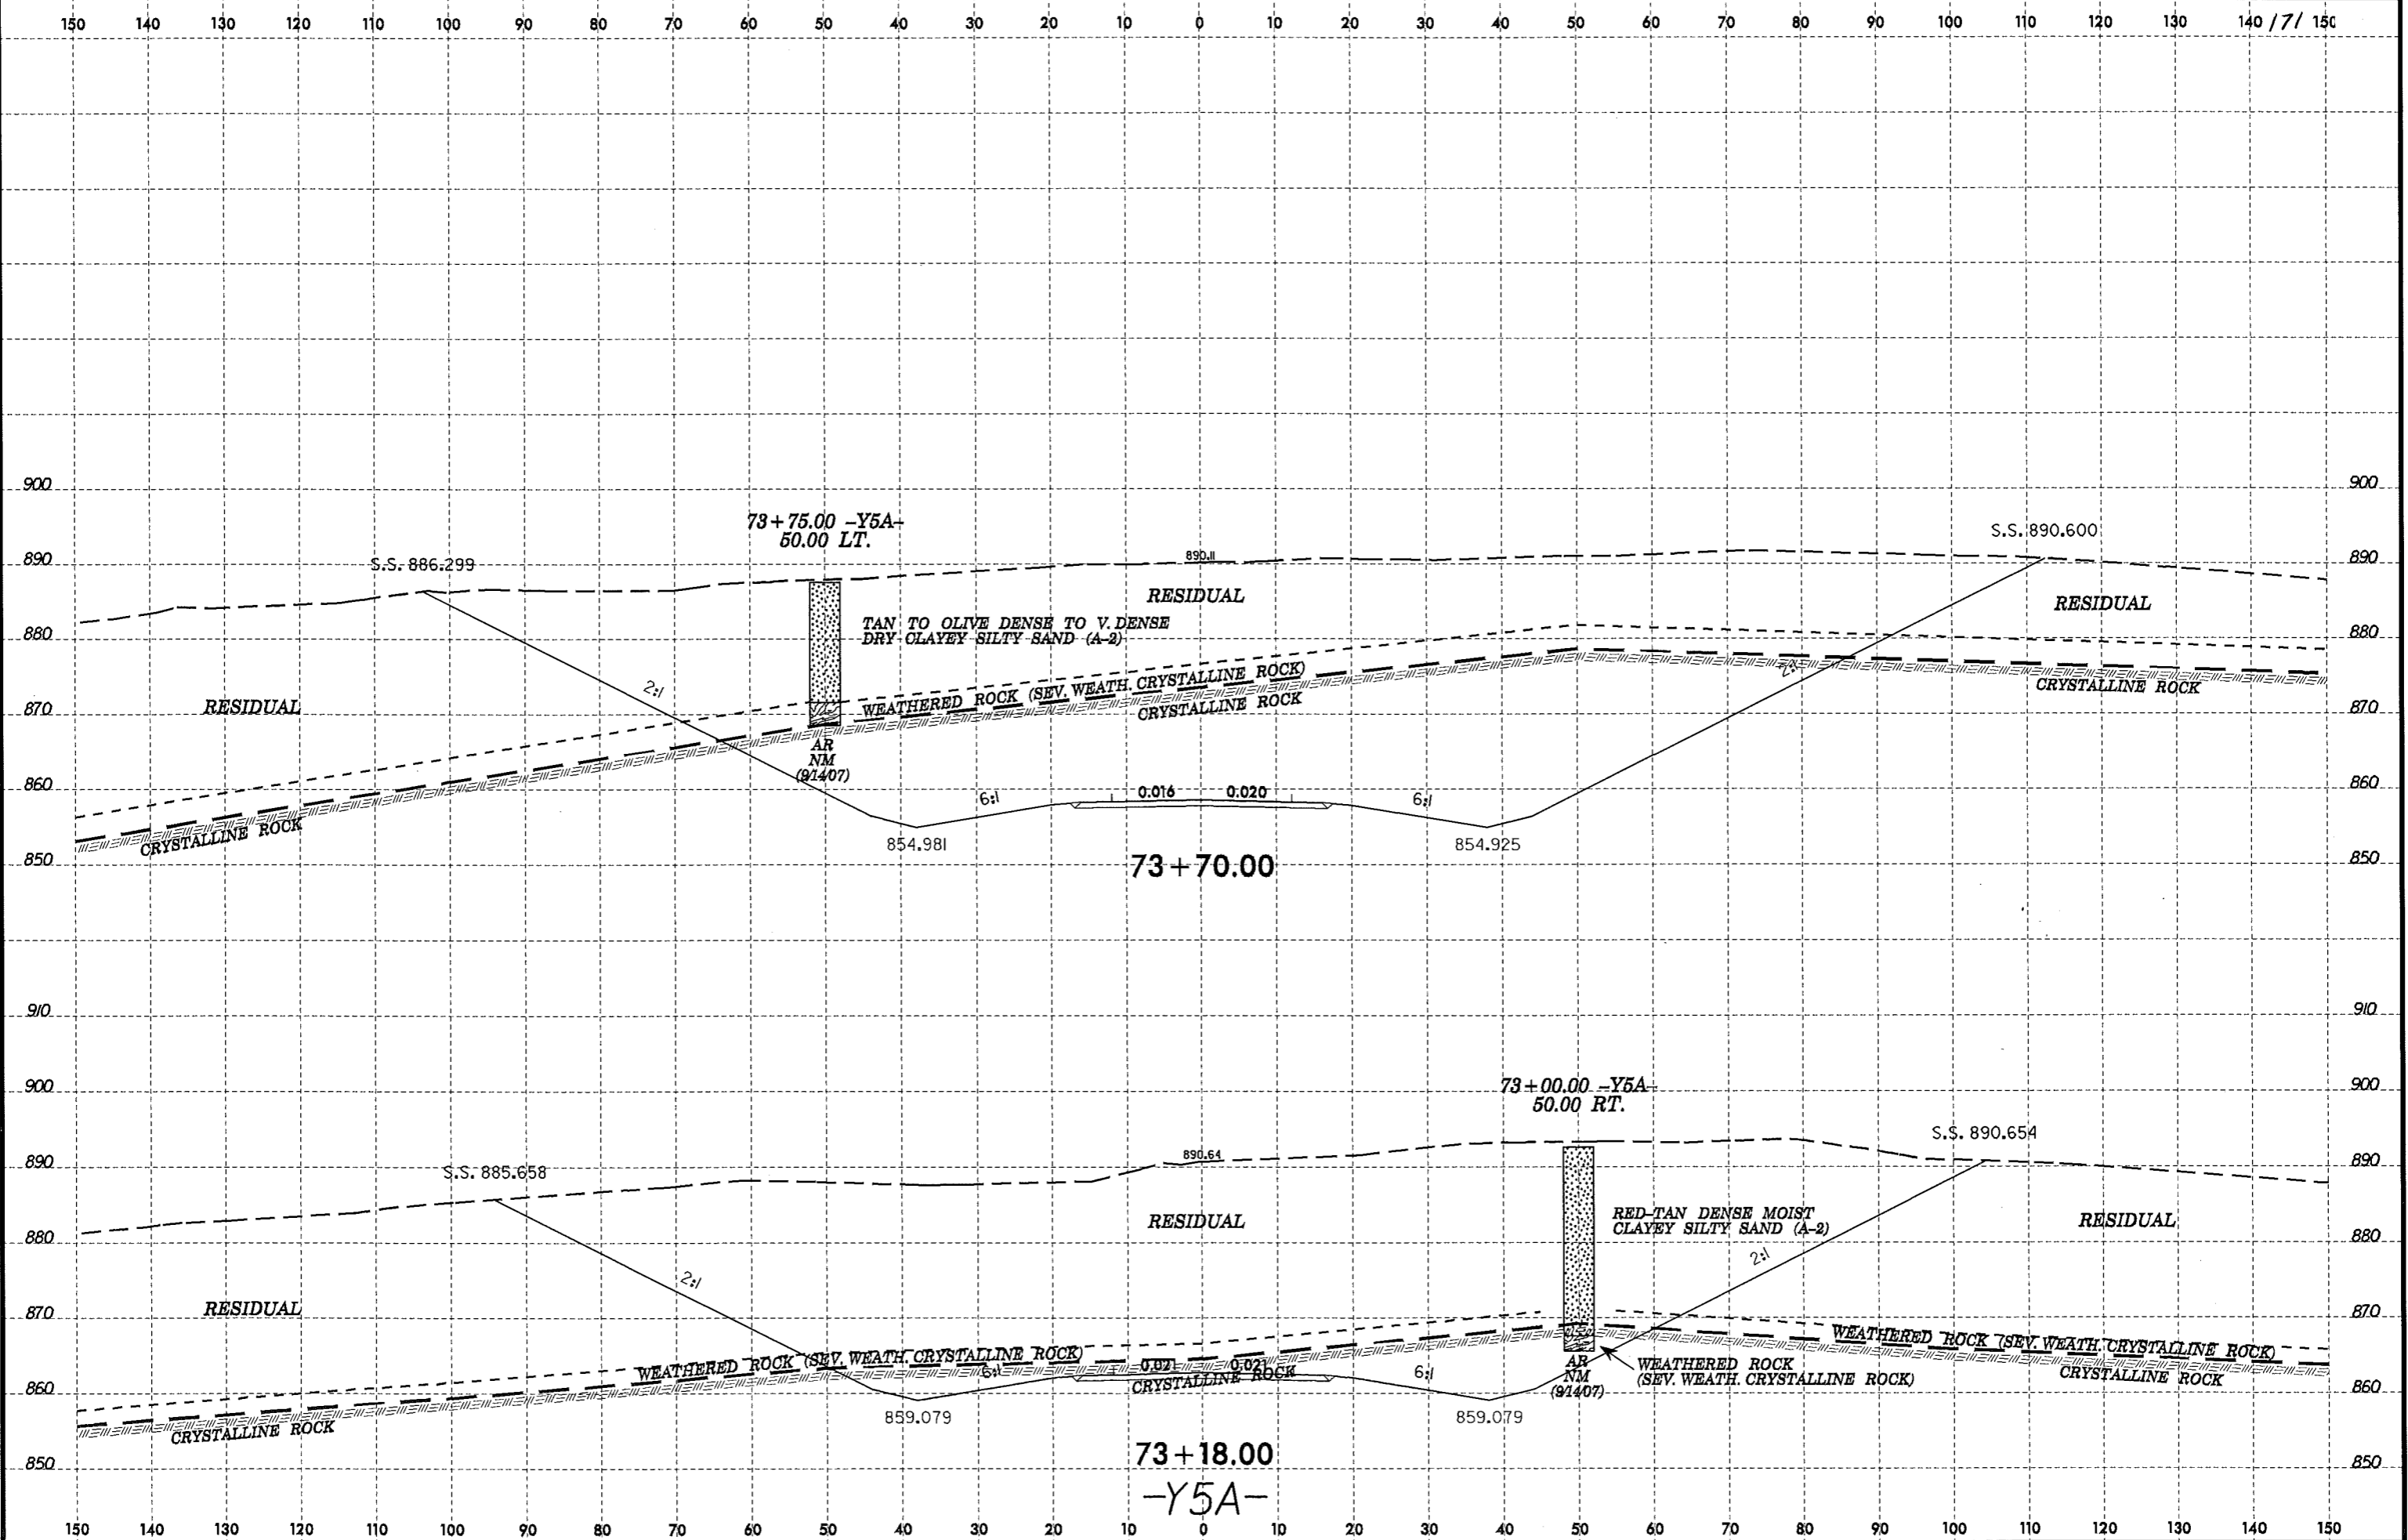 150 140 130 120 110 100 90 80 70 60 50 40 30 20 10 0 10 20 30 40 50 60 70 80 90 100 110 120 130 140 171 150
900 900
73+75.00 -Y5A-
50.00 LT.
S.S. 890.600
890 890
S.S. 886.299
890.11
RESIDUAL
RESIDUAL
TAN TO OLIVE DENSE TO V. DENSE
DRY CLAYEY SILTY SAND (A-2)
880 880
2:1
2:1
WEATHERED ROCK (SEV. WEATH. CRYSTALLINE ROCK)
CRYSTALLINE ROCK
CRYSTALLINE ROCK
RESIDUAL
870 870
AR
NM
(9/14/07)
860 860
6:1 0.016 0.020 6:1
CRYSTALLINE ROCK
854.981 854.925
850 850
73+70.00
910 910
900 900
73+00.00 -Y5A-
50.00 RT.
S.S. 890.654
890 890
S.S. 885.658
890.64
RESIDUAL
RED-TAN DENSE MOIST
CLAYEY SILTY SAND (A-2)
RESIDUAL
880 880
2:1
2:1
RESIDUAL
870 870
WEATHERED ROCK (SEV. WEATH. CRYSTALLINE ROCK)
WEATHERED ROCK (SEV. WEATH. CRYSTALLINE ROCK)
6:1 0.021 0.021 6:1
CRYSTALLINE ROCK
AR
NM
(9/14/07)
WEATHERED ROCK
(SEV. WEATH. CRYSTALLINE ROCK)
CRYSTALLINE ROCK
860 860
859.079 859.079
CRYSTALLINE ROCK
850 850
73+18.00
-Y5A-
150 140 130 120 110 100 90 80 70 60 50 40 30 20 10 0 10 20 30 40 50 60 70 80 90 100 110 120 130 140 150